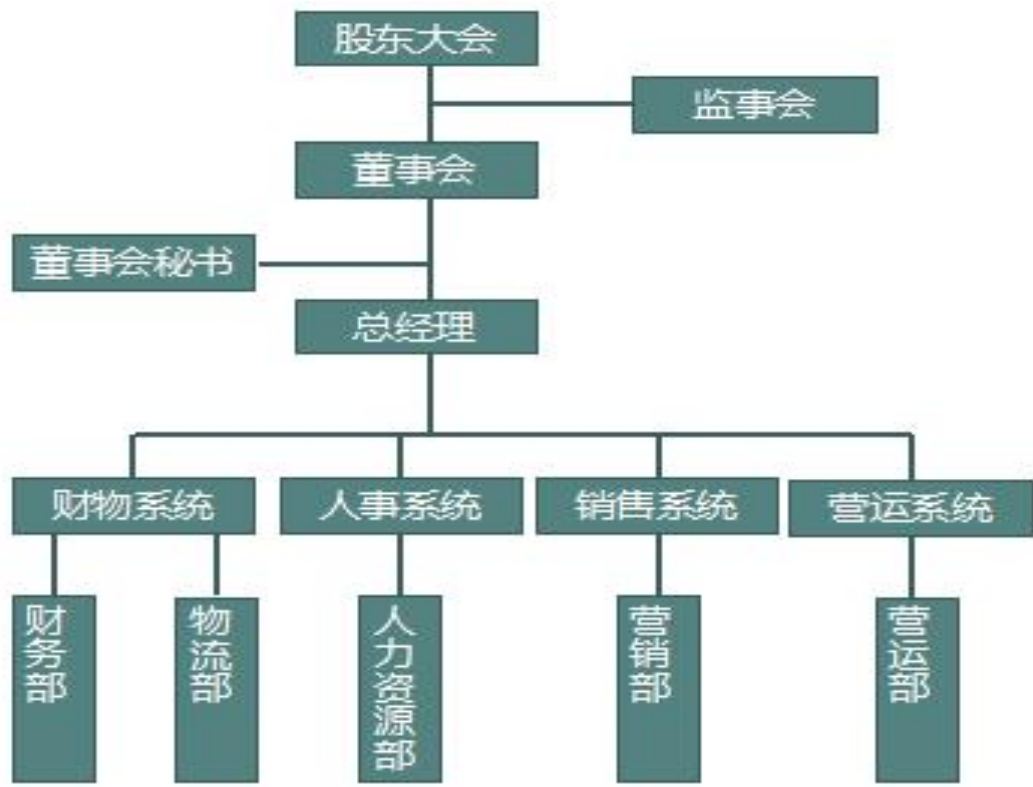 股东大会
监事会
董事会
董事会秘书
总经理
财物系统
人事系统
销售系统
营运系统
财务部
物流部
人力资源部
营销部
营运部